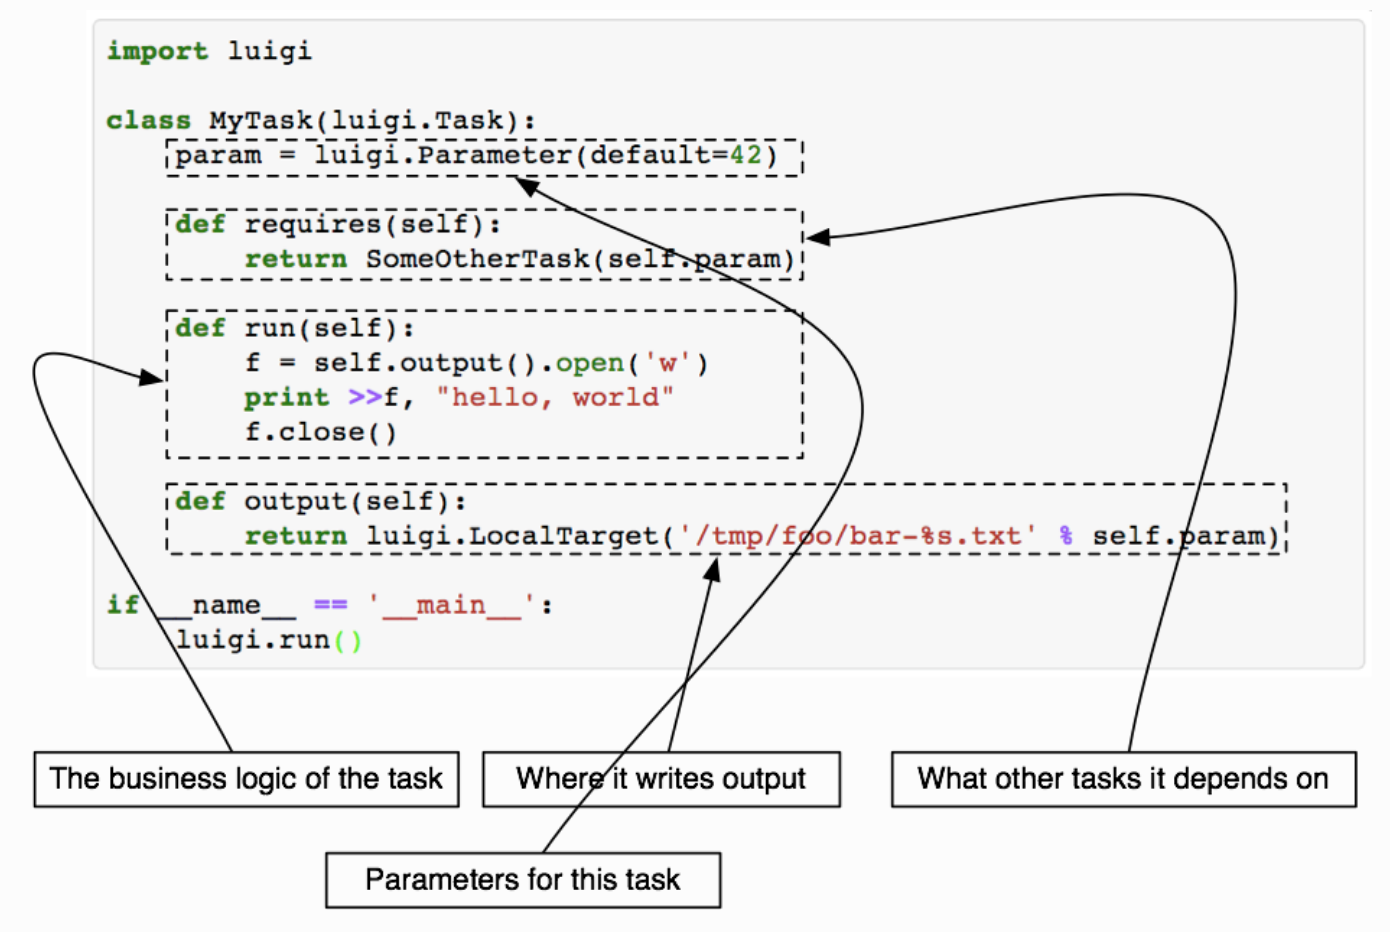 import luigi
class MyTask(luigi.Task):
    param = luigi.Parameter(default=42)
    def requires(self):
        return SomeOtherTask(self.param)
    def run(self):
        f = self.output().open('w')
        print >>f, "hello, world"
        f.close()
    def output(self):
        return luigi.LocalTarget('/tmp/foo/bar-%s.txt' % self.param)
if __name__ == '__main__':
    luigi.run()
The business logic of the task
Where it writes output
What other tasks it depends on
Parameters for this task